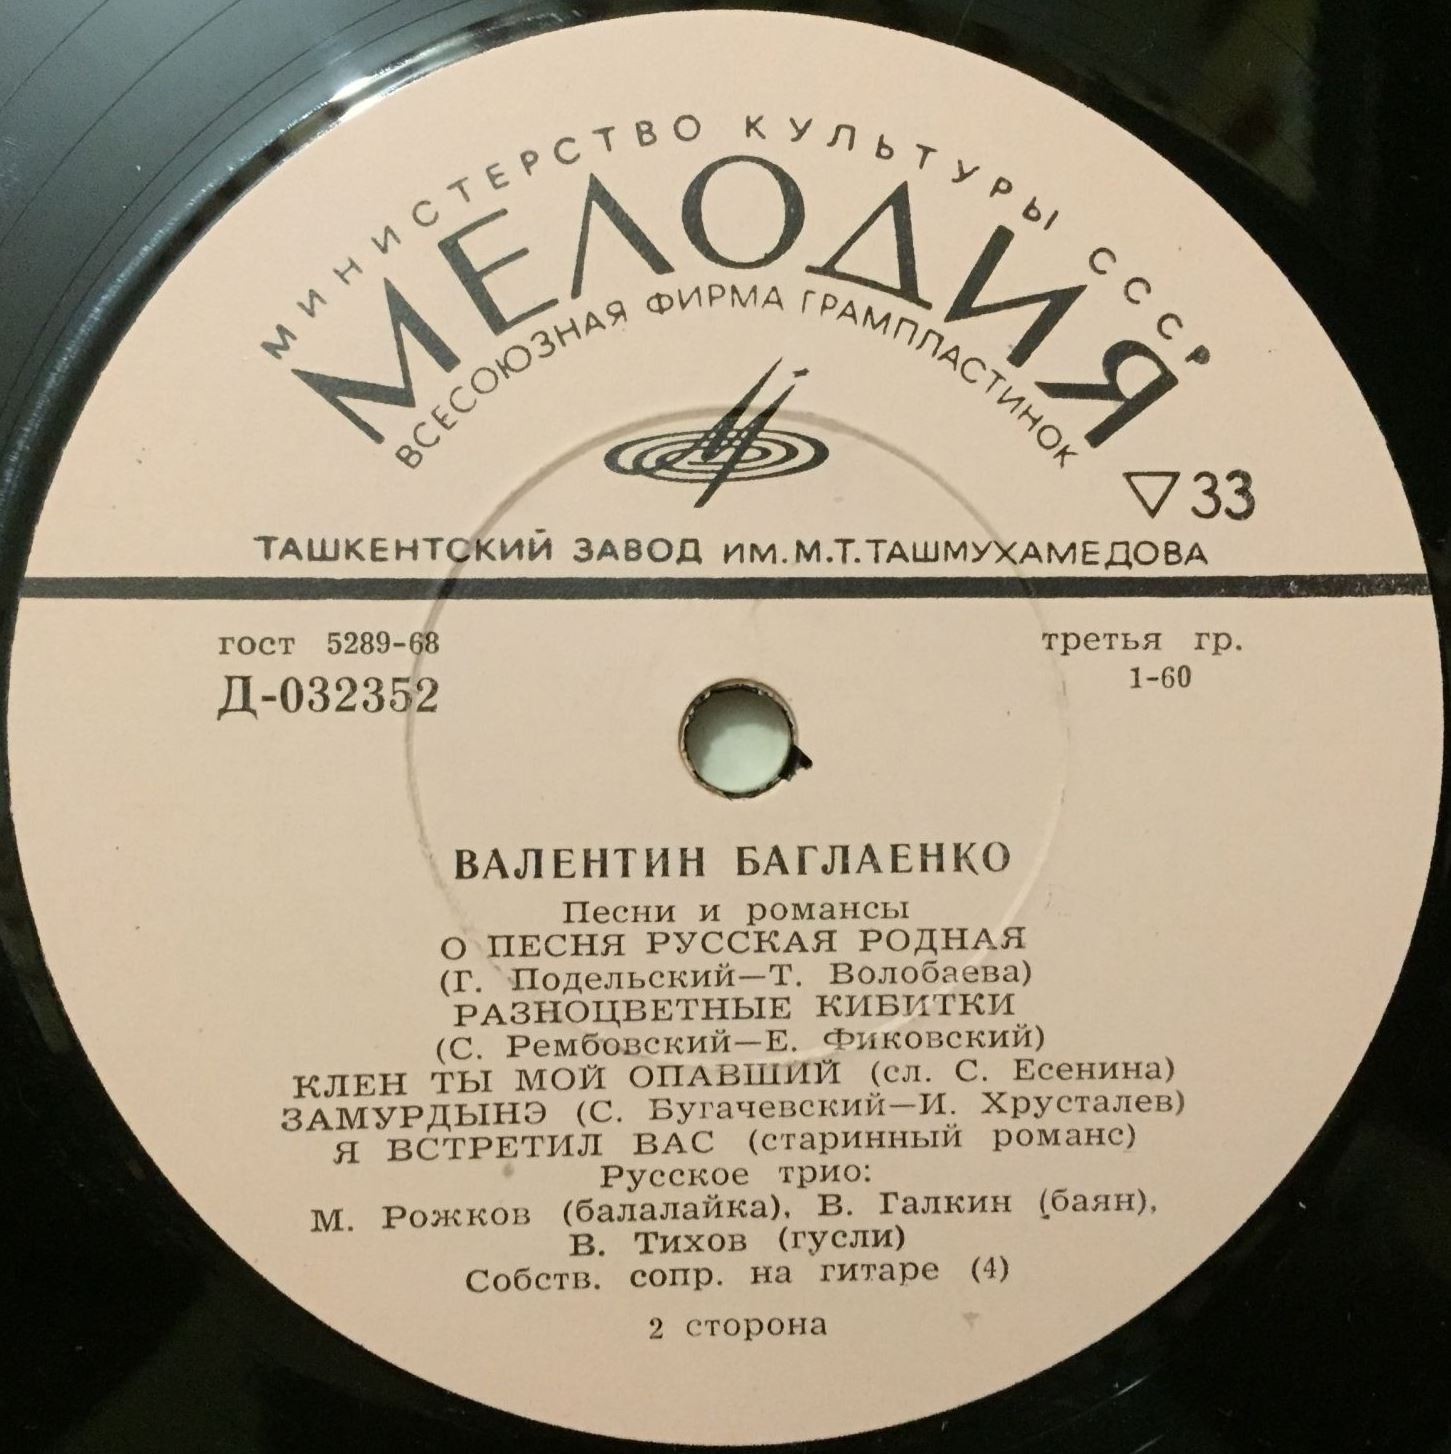 МИНИСТЕРСТВО КУЛЬТУРЫ СССР
МЕЛОДИЯ
ВСЕСОЮЗНАЯ ФИРМА ГРАМПЛАСТИНОК
▽33
ТАШКЕНТСКИЙ ЗАВОД ИМ. М.Т. ТАШМУХАМЕДОВА
гост 5289-68
третья гр.
Д-032352
1-60
ВАЛЕНТИН БАГЛАЕНКО
Песни и романсы
О ПЕСНЯ РУССКАЯ РОДНАЯ
(Г. Подельский—Т. Волобаева)
РАЗНОЦВЕТНЫЕ КИБИТКИ
(С. Рембовский—Е. Фиковский)
КЛЕН ТЫ МОЙ ОПАВШИЙ (сл. С. Есенина)
ЗАМУРДЫНЭ (С. Бугачевский—И. Хрусталев)
Я ВСТРЕТИЛ ВАС (старинный романс)
Русское трио:
М. Рожков (балалайка), В. Галкин (баян),
В. Тихов (гусли)
Собств. сопр. на гитаре (4)
2 сторона